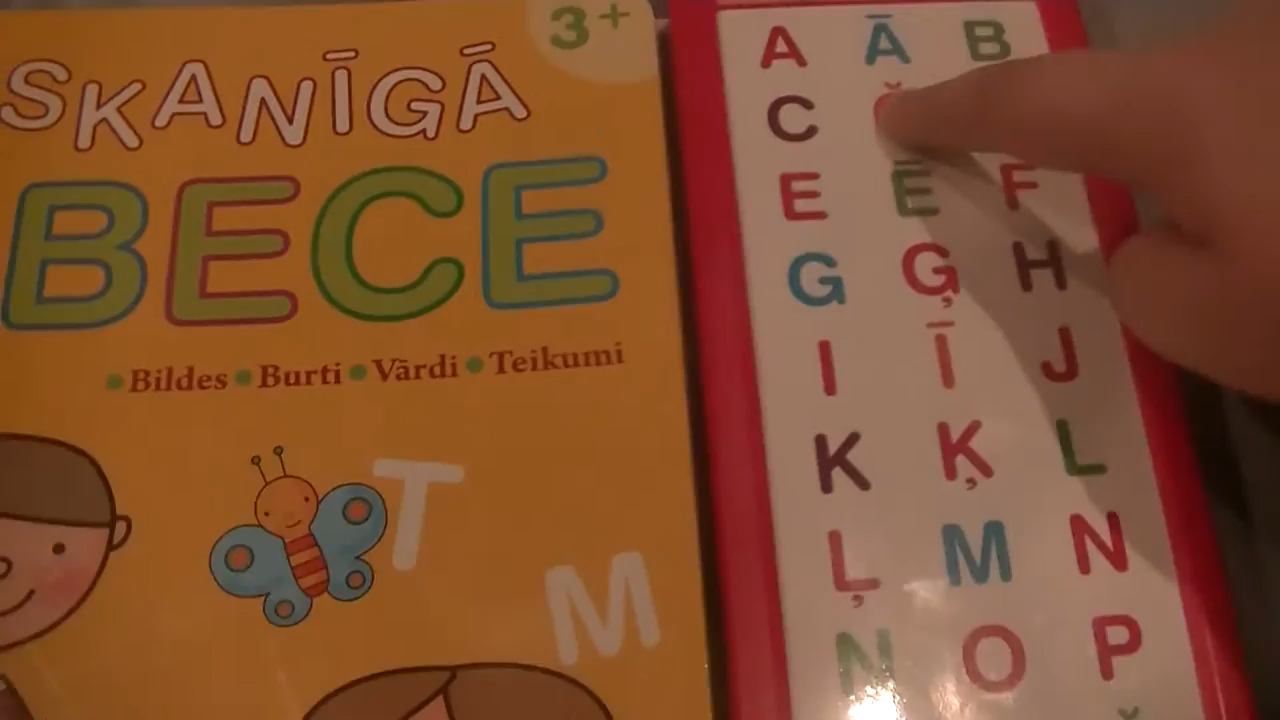 3+
SKANĪGĀ
BECE
• Bildes • Burti • Vārdi • Teikumi
T
M
A Ā B
C
E Ē F
G Ģ H
I Ī J
K Ķ L
Ļ M N
O P